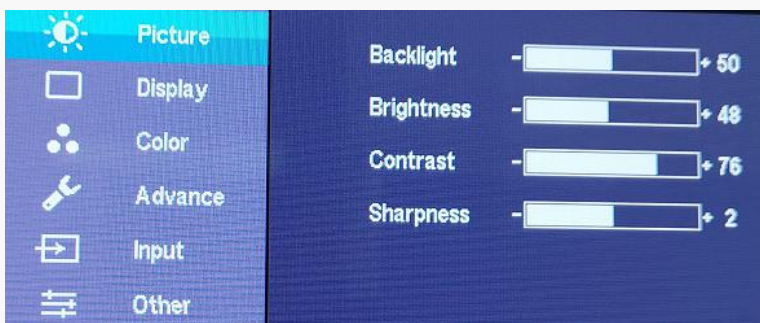 Picture
Display
Color
Advance
Input
Other
Backlight - + 50
Brightness - + 48
Contrast - + 76
Sharpness - + 2